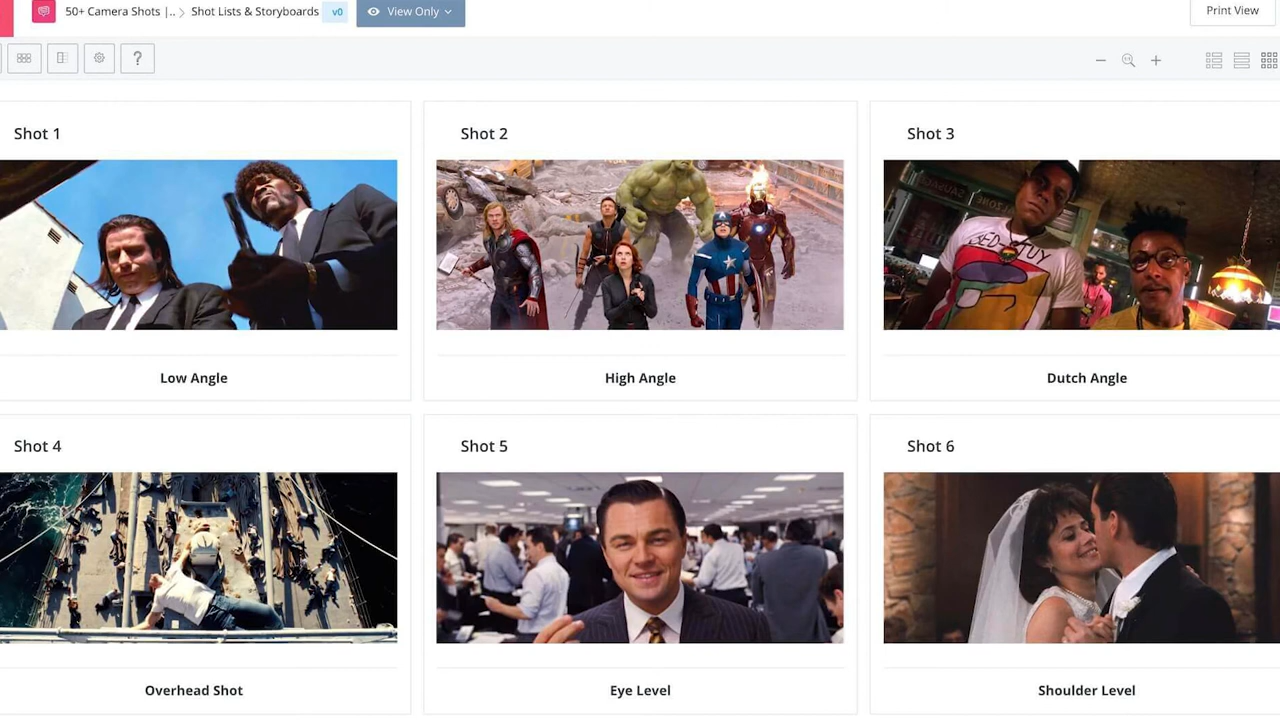 50+ Camera Shots |.. > Shot Lists & Storyboards v0 View Only
Print View
?
Shot 1
Shot 2
Shot 3
Low Angle
High Angle
Dutch Angle
Shot 4
Shot 5
Shot 6
Overhead Shot
Eye Level
Shoulder Level